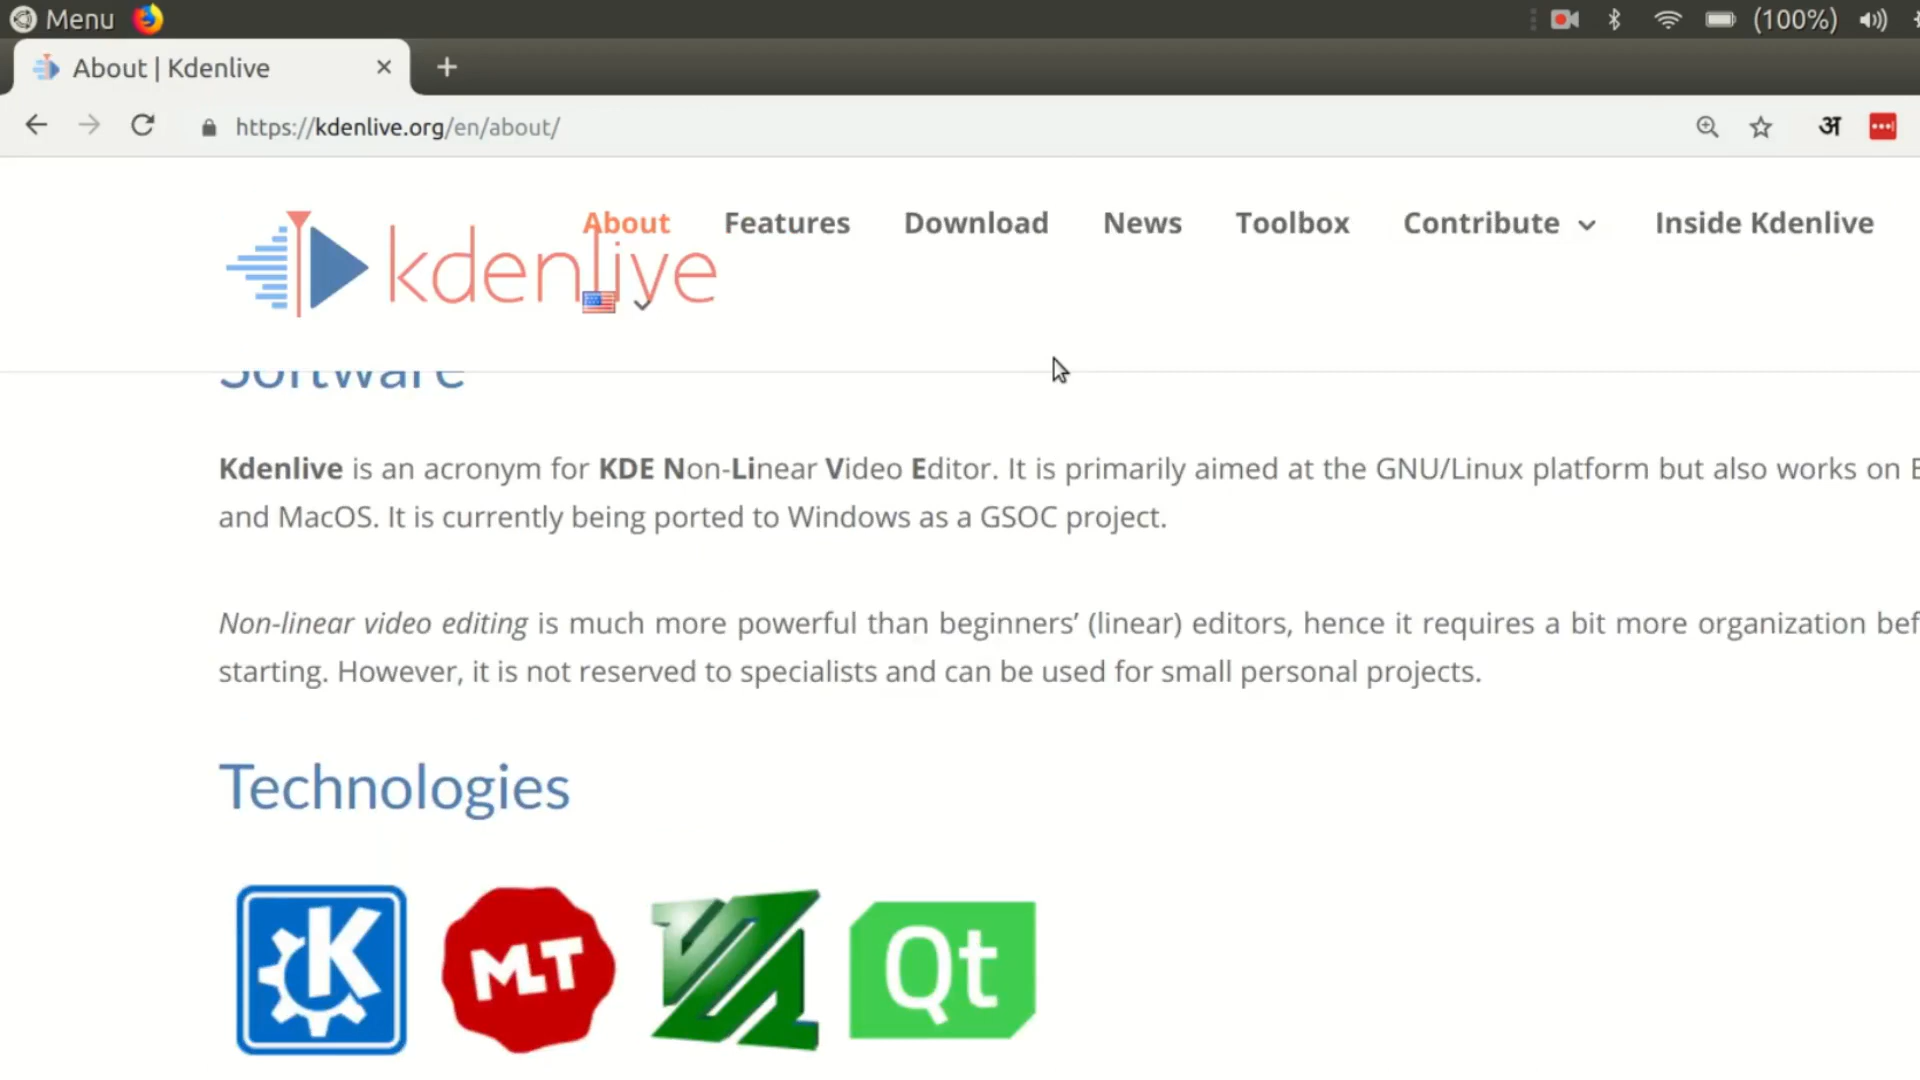 Menu
(100%)
About | Kdenlive
https://kdenlive.org/en/about/
अ
About Features Download News Toolbox Contribute Inside Kdenlive
kdenlive
Software
Kdenlive is an acronym for KDE Non-Linear Video Editor. It is primarily aimed at the GNU/Linux platform but also works on
and MacOS. It is currently being ported to Windows as a GSOC project.
Non-linear video editing is much more powerful than beginners’ (linear) editors, hence it requires a bit more organization bef
starting. However, it is not reserved to specialists and can be used for small personal projects.
Technologies
K
MLT
Qt